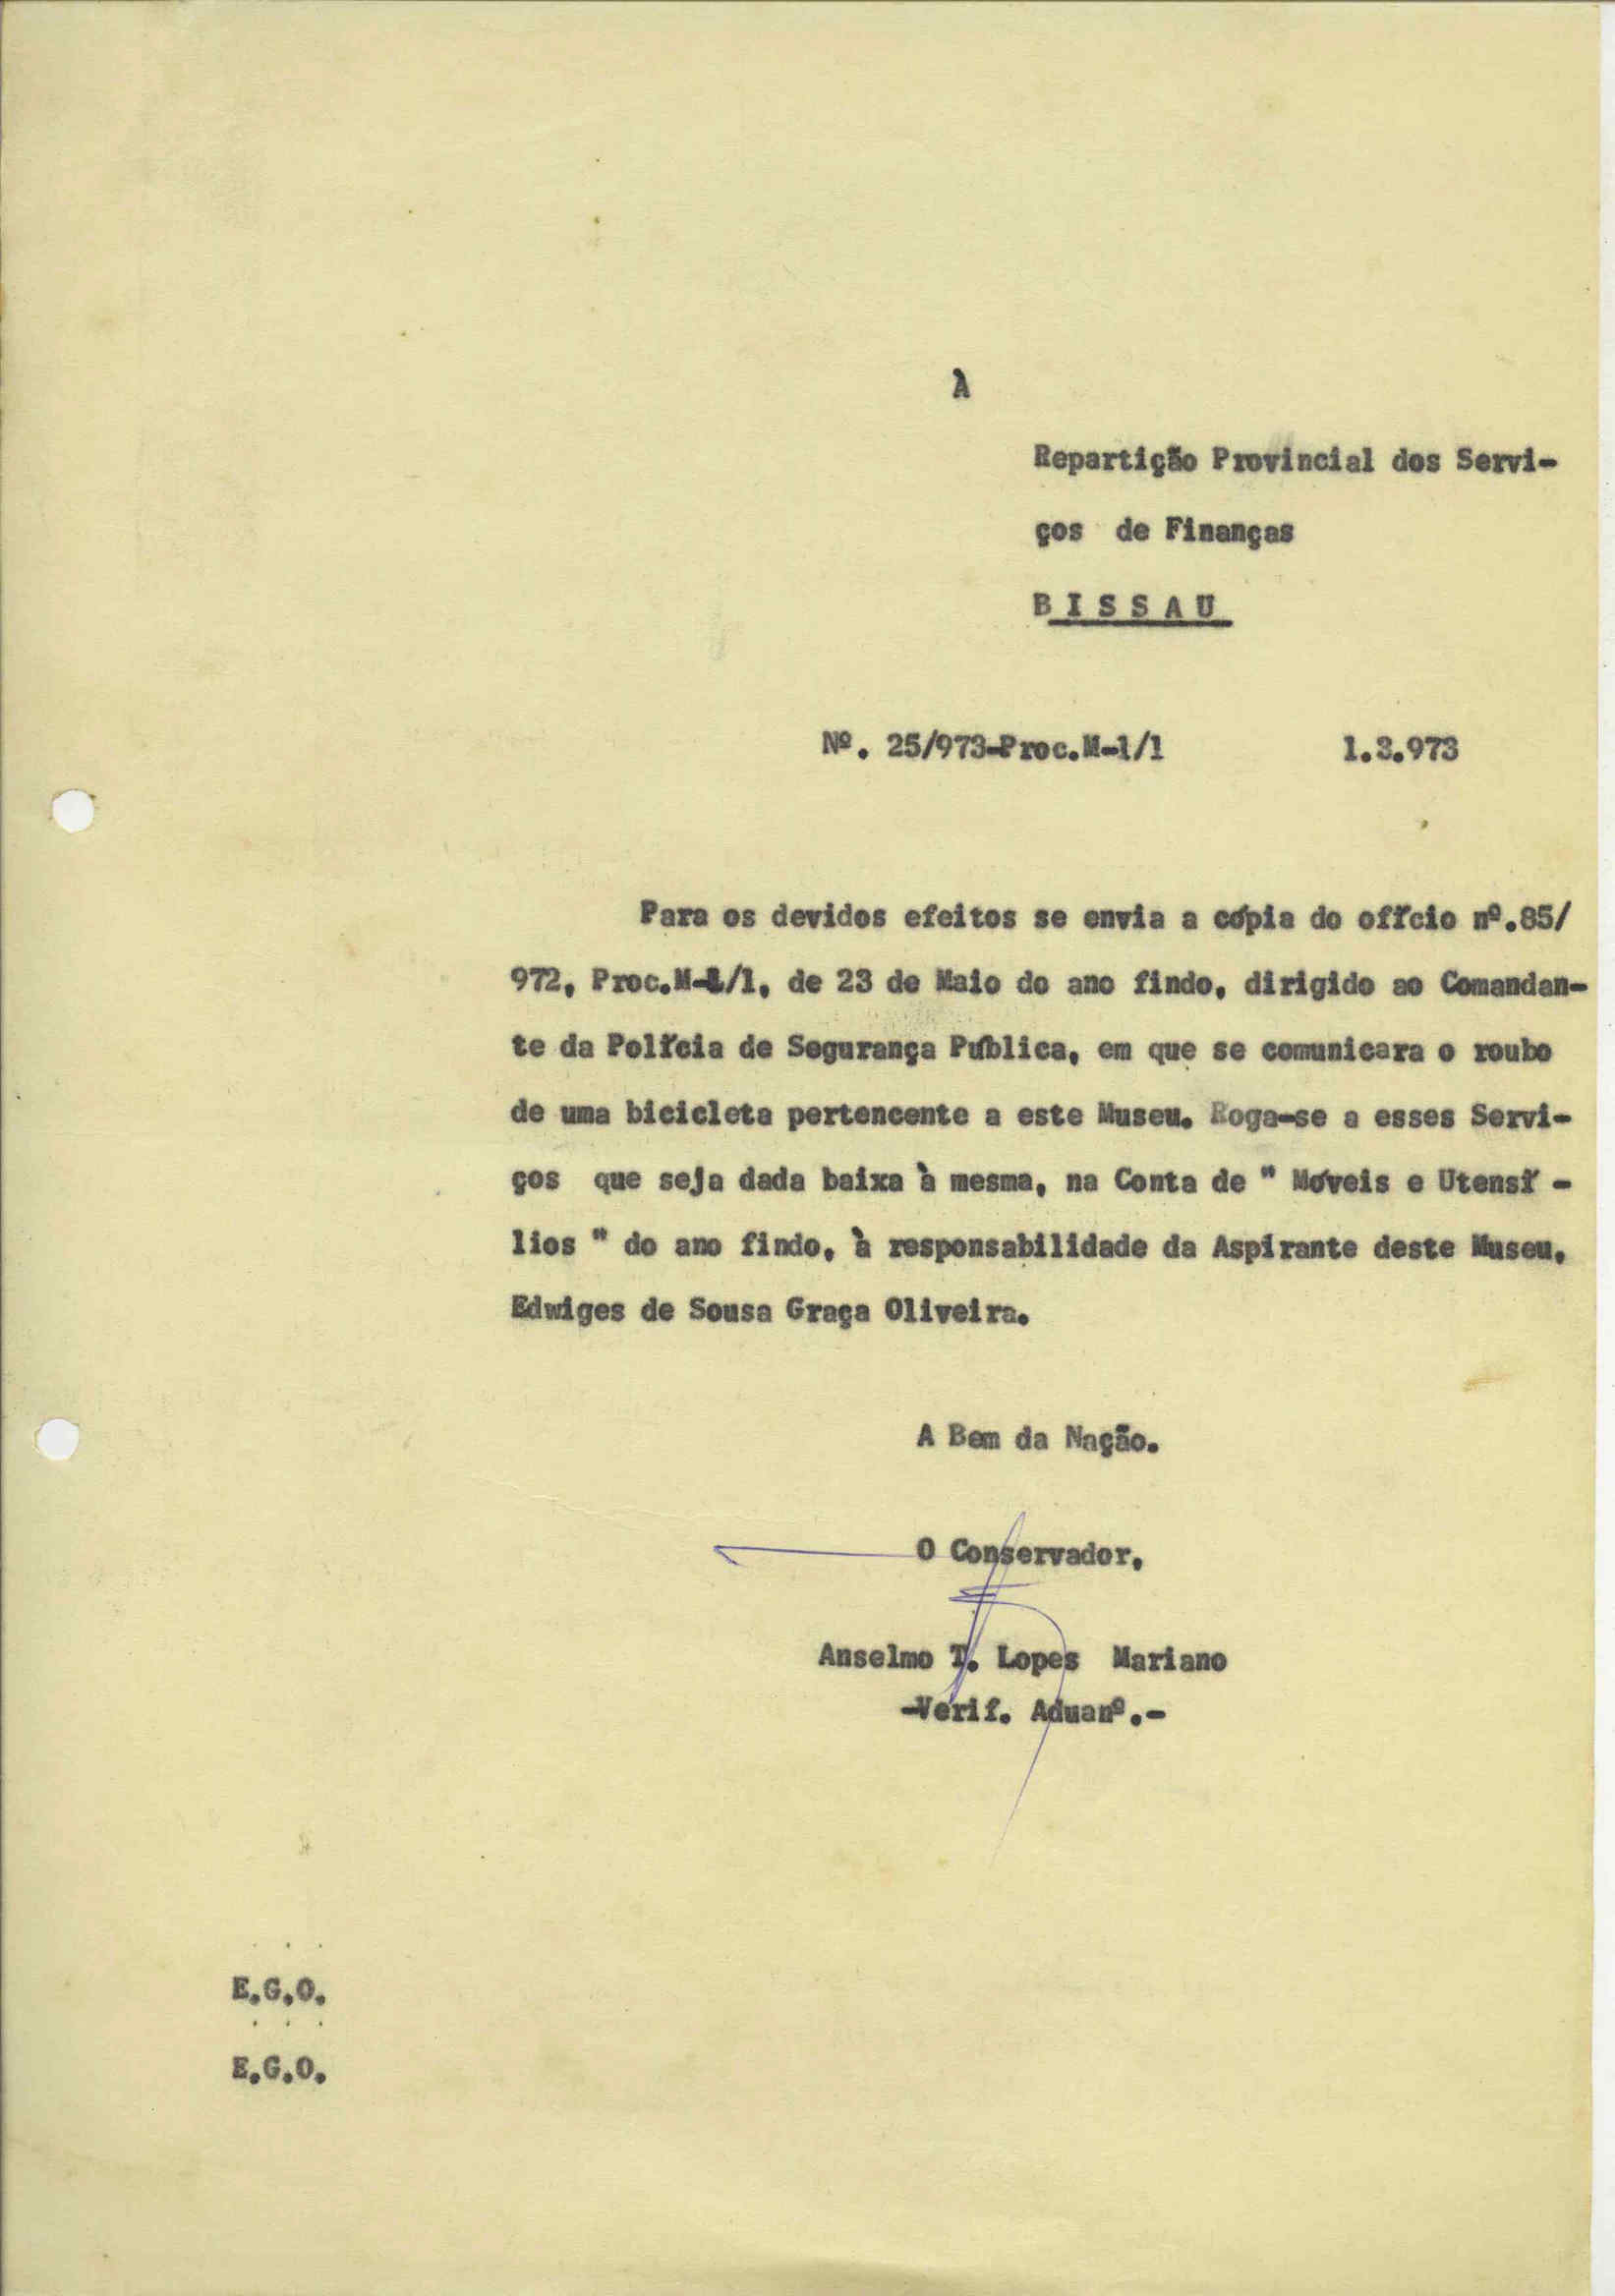 À
Repartição Provincial dos Servi-
ços de Finanças
BISSAU
Nº. 25/973-Proc.M-1/1 1.3.973
Para os devidos efeitos se envia a cópia do ofício nº.85/
972, Proc.M-1/1, de 23 de Maio do ano findo, dirigido ao Comandan-
te da Polícia de Segurança Pública, em que se comunicara o roubo
de uma bicicleta pertencente a este Museu. Roga-se a esses Servi-
ços que seja dada baixa à mesma, na Conta de " Móveis e Utensí -
lios " do ano findo, à responsabilidade da Aspirante deste Museu,
Edwiges de Sousa Graça Oliveira.
A Bem da Nação.
O Conservador,
Anselmo T. Lopes Mariano
-Verif. Aduanº.-
E.G.O.
E.G.O.